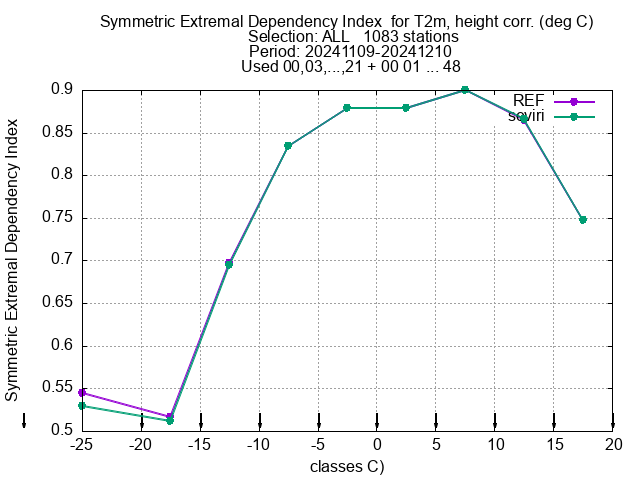 Symmetric Extremal Dependency Index for T2m, height corr. (deg C)
Selection: ALL 1083 stations
Period: 20241109-20241210
Used 00,03,...,21 + 00 01 ... 48
Symmetric Extremal Dependency Index
0.9
0.85
0.8
0.75
0.7
0.65
0.6
0.55
0.5
REF
seviri
-25 -20 -15 -10 -5 0 5 10 15 20
classes C)